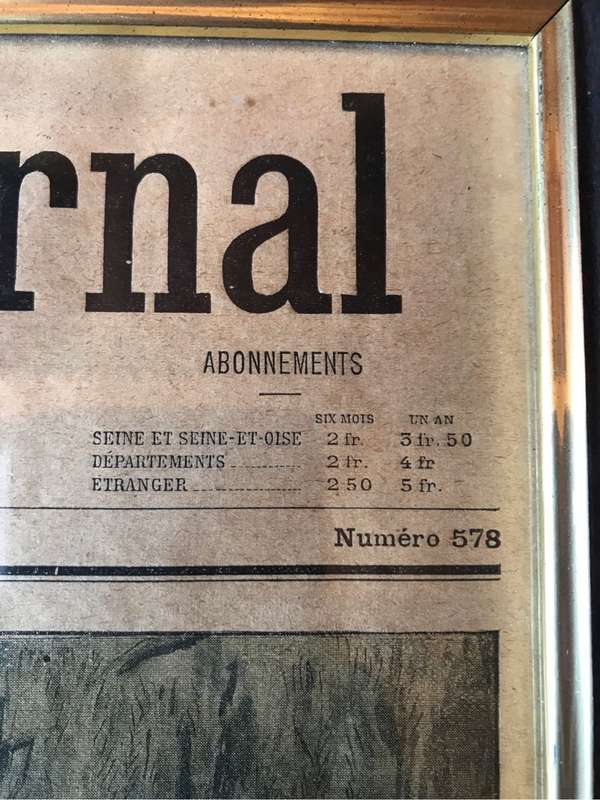 rnal
ABONNEMENTS
SIX MOIS UN AN
SEINE ET SEINE-ET-OISE 2 fr. 3 fr. 50
DÉPARTEMENTS 2 fr. 4 fr
ETRANGER 2 50 5 fr.
Numéro 578